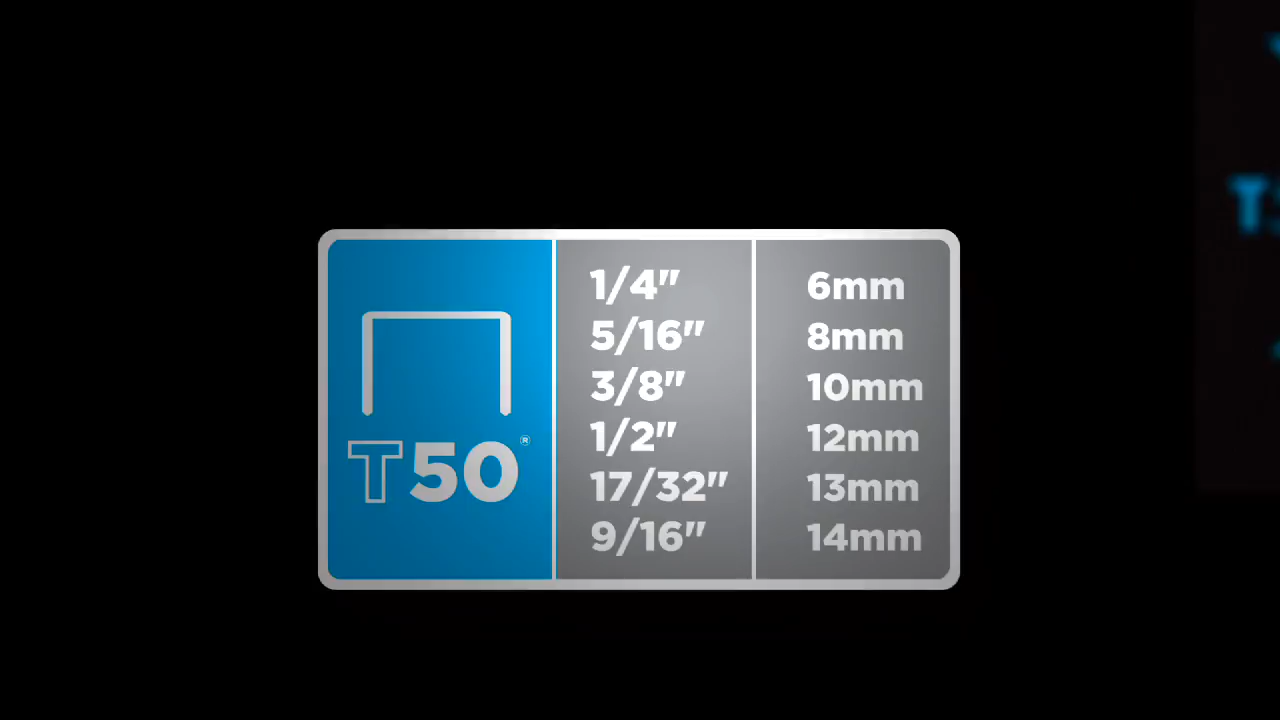 T50®
1/4" 6mm
5/16" 8mm
3/8" 10mm
1/2" 12mm
17/32" 13mm
9/16" 14mm